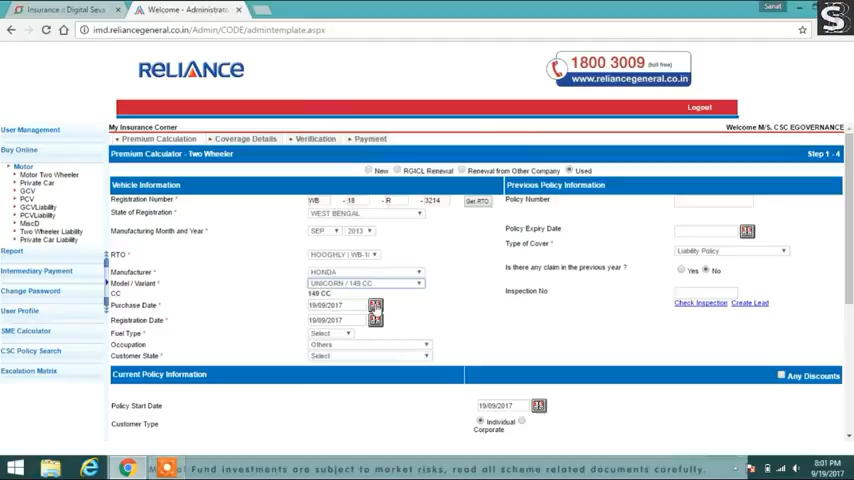 Insurance :: Digital Seva
Welcome - Administrato
Sanat
imd.reliancegeneral.co.in/Admin/CODE/admintemplate.aspx
S
RELIANCE
1800 3009 (toll free)
www.reliancegeneral.co.in
Logout
User Management
My Insurance Corner
Welcome M/S. CSC EGOVERNANCE
Premium Calculation
Coverage Details
Verification
Payment
Buy Online
Premium Calculator - Two Wheeler
Step 1 - 4
Motor
Motor Two Wheeler
Private Car
GCV
PCV
GCVLiability
PCVLiability
MiscD
Two Wheeler Liability
Private Car Liability
Report
Intermediary Payment
Change Password
User Profile
SME Calculator
CSC Policy Search
Escalation Matrix
New
RGICL Renewal
Renewal from Other Company
Used
Vehicle Information
Registration Number * WB - 18 - R - 3214 Get RTO
State of Registration * WEST BENGAL
Manufacturing Month and Year * SEP 2013
RTO * HOOGHLY | WB-1
Manufacturer * HONDA
Model / Variant * UNICORN / 149 CC
CC 149 CC
Purchase Date * 19/09/2017
Registration Date * 19/09/2017
Fuel Type * Select
Occupation Others
Customer State * Select
Previous Policy Information
Policy Number
Policy Expiry Date
Type of Cover * Liability Policy
Is there any claim in the previous year ? Yes No
Inspection No
Check Inspection Create Lead
Current Policy Information
Any Discounts
Policy Start Date 19/09/2017
Customer Type Individual
Corporate
Fund investments are subject to market risks, read all scheme related documents carefully.
8:01 PM
9/19/2017